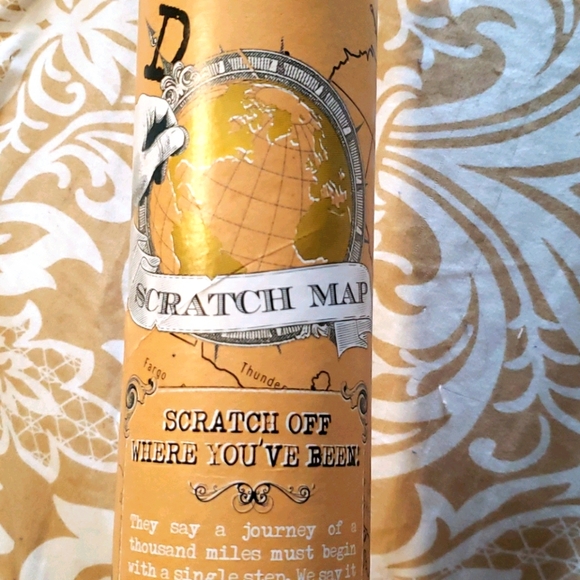 D
SCRATCH MAP
Fargo
Thunde
SCRATCH OFF
WHERE YOU'VE BEEN!
They say a journey of a
thousand miles must begin
with a single step. We say it